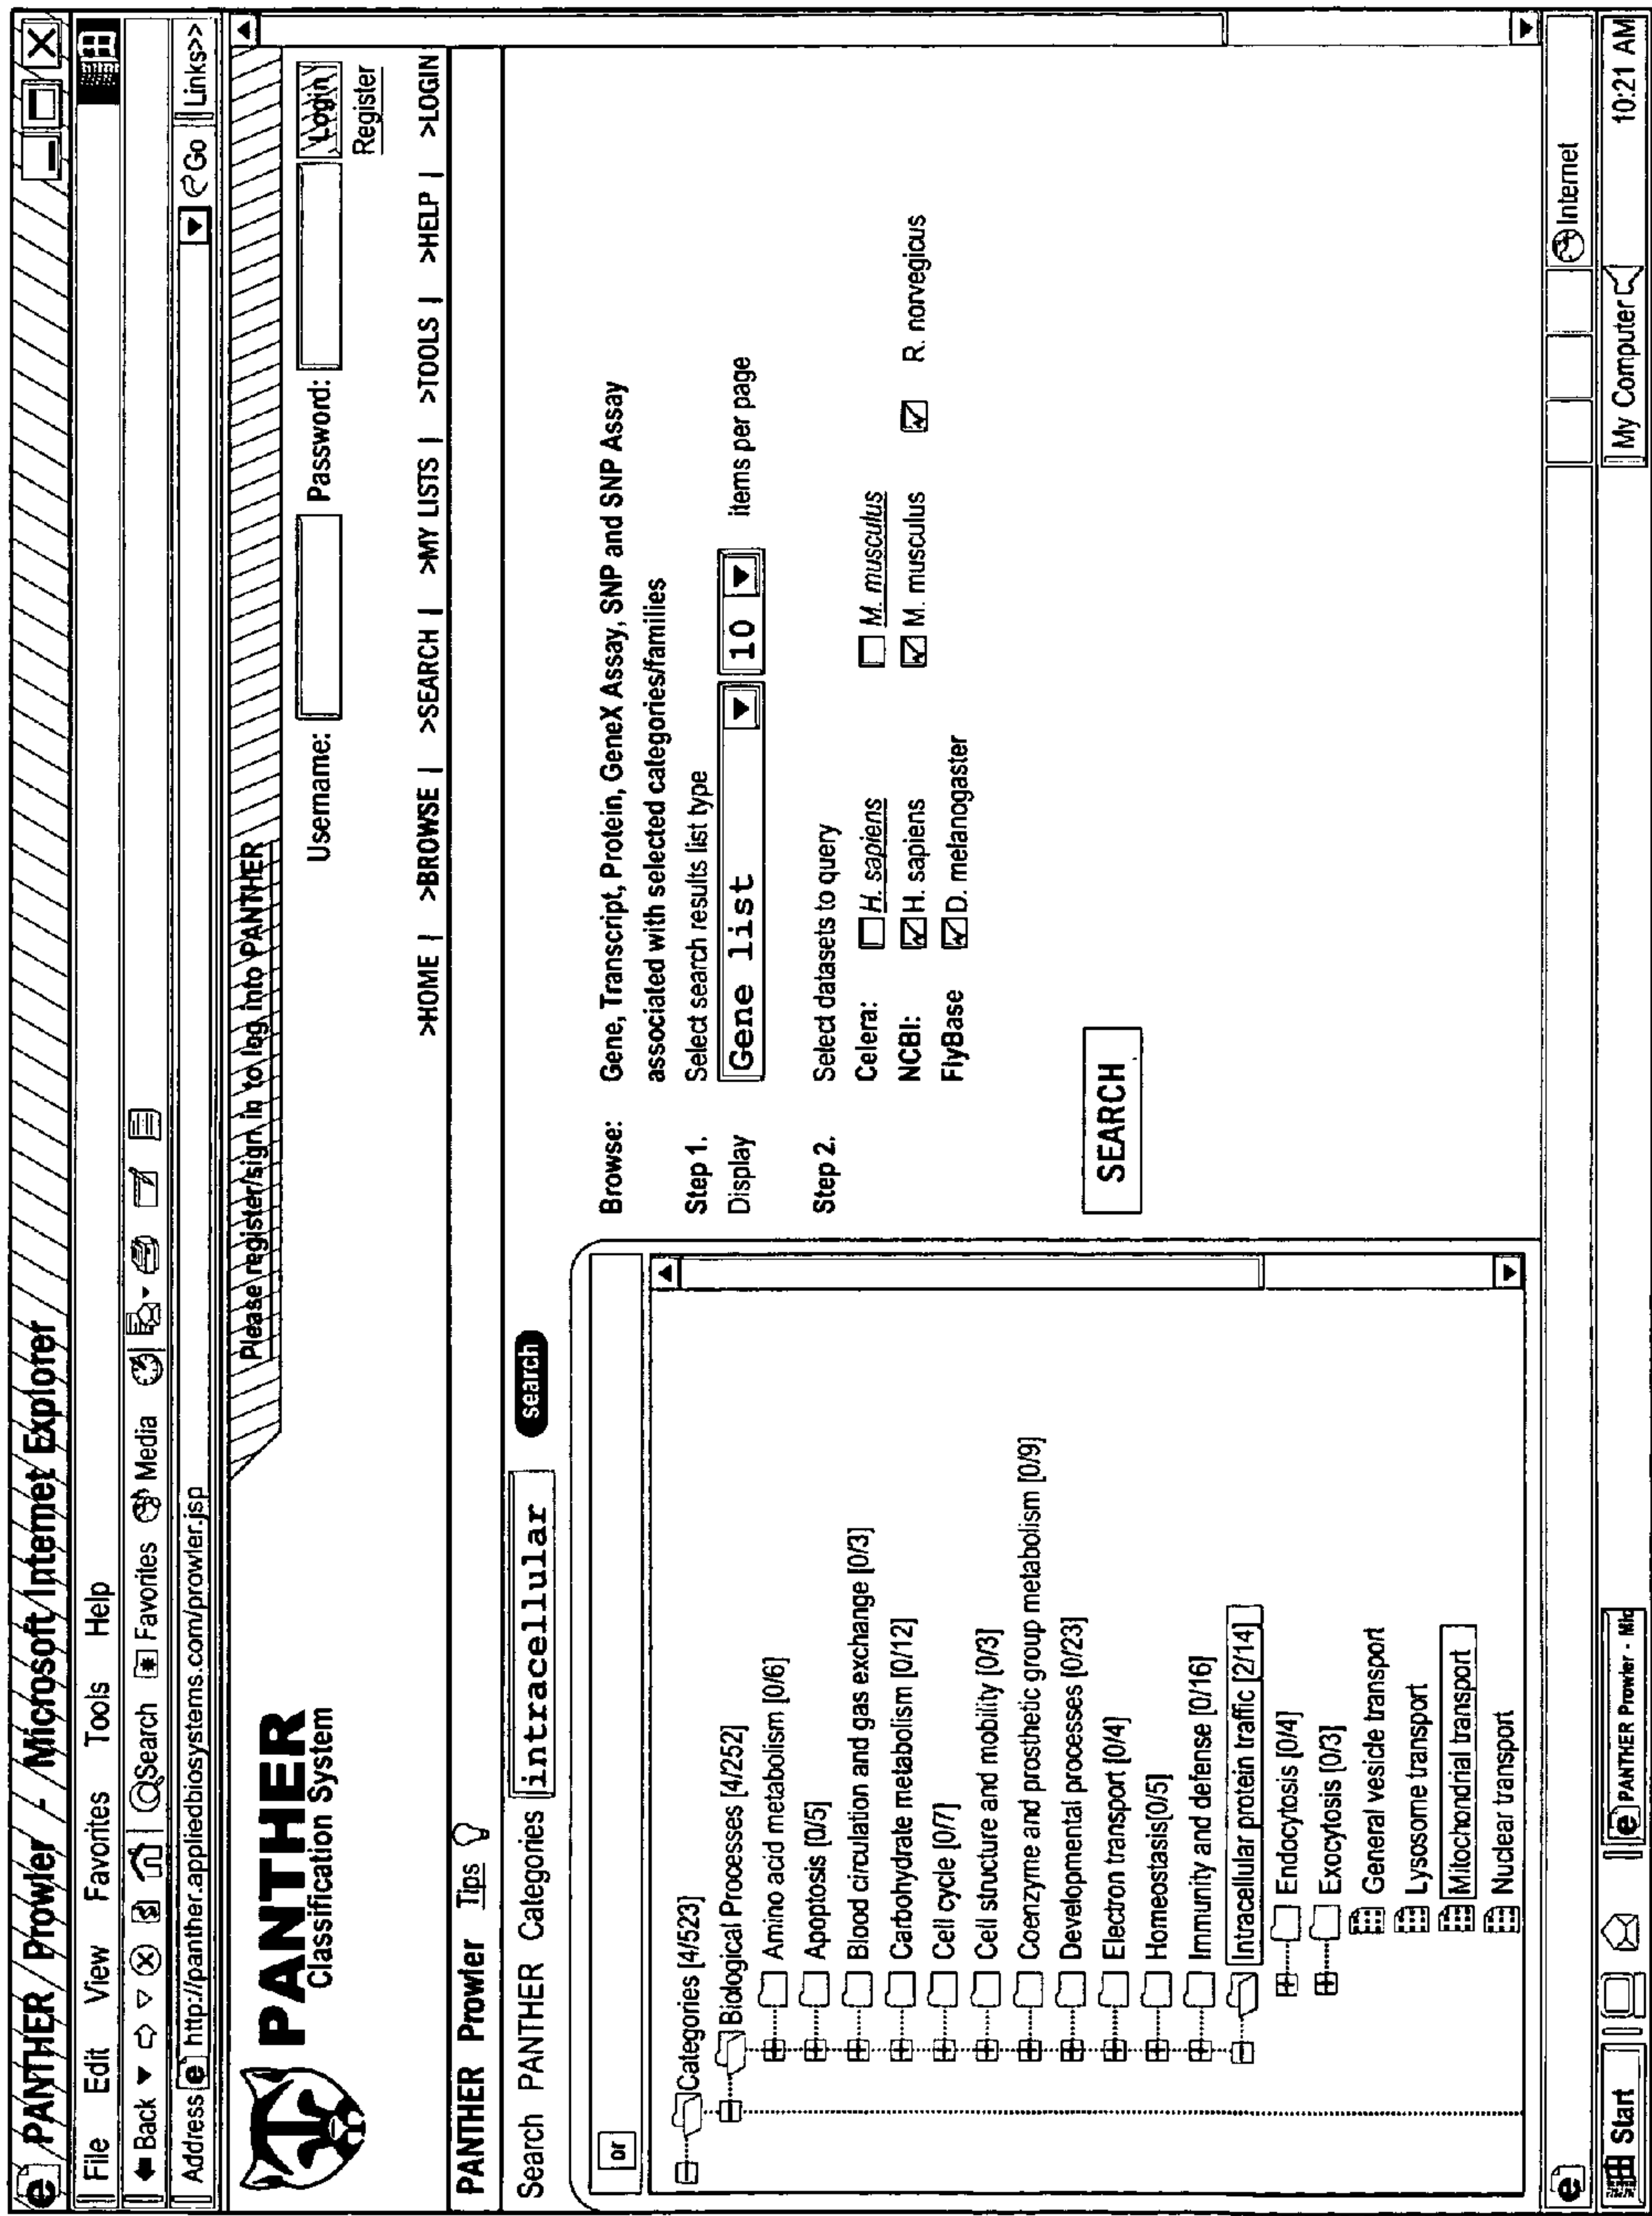 PANTHER Prowler - Microsoft Internet Explorer
File Edit View Favorites Tools Help
Back Search Favorites Media
Address http://panther.appliedbiosystems.com/prowler.jsp Go Links>>
Please register/sign in to log into PANTHER
PANTHER
Classification System
Username: Password: Login
Register
>HOME | >BROWSE | >SEARCH | >MY LISTS | >TOOLS | >HELP | >LOGIN
PANTHER Prowler Tips
Search PANTHER Categories intracellular search
or
Categories [4/523]
Biological Processes [4/252]
Amino acid metabolism [0/6]
Apoptosis [0/5]
Blood circulation and gas exchange [0/3]
Carbohydrate metabolism [0/12]
Cell cycle [0/7]
Cell structure and mobility [0/3]
Coenzyme and prosthetic group metabolism [0/9]
Developmental processes [0/23]
Electron transport [0/4]
Homeostasis[0/5]
Immunity and defense [0/16]
Intracellular protein traffic [2/14]
Endocytosis [0/4]
Exocytosis [0/3]
General vesicle transport
Lysosome transport
Mitochondrial transport
Nuclear transport
Browse: Gene, Transcript, Protein, GeneX Assay, SNP and SNP Assay
associated with selected categories/families
Step 1. Select search results list type
Display Gene list 10 items per page
Step 2. Select datasets to query
Celera: H. sapiens M. musculus
NCBI: H. sapiens M. musculus R. norvegicus
FlyBase D. melanogaster
SEARCH
Internet
Start PANTHER Prowler - Mic My Computer 10:21 AM